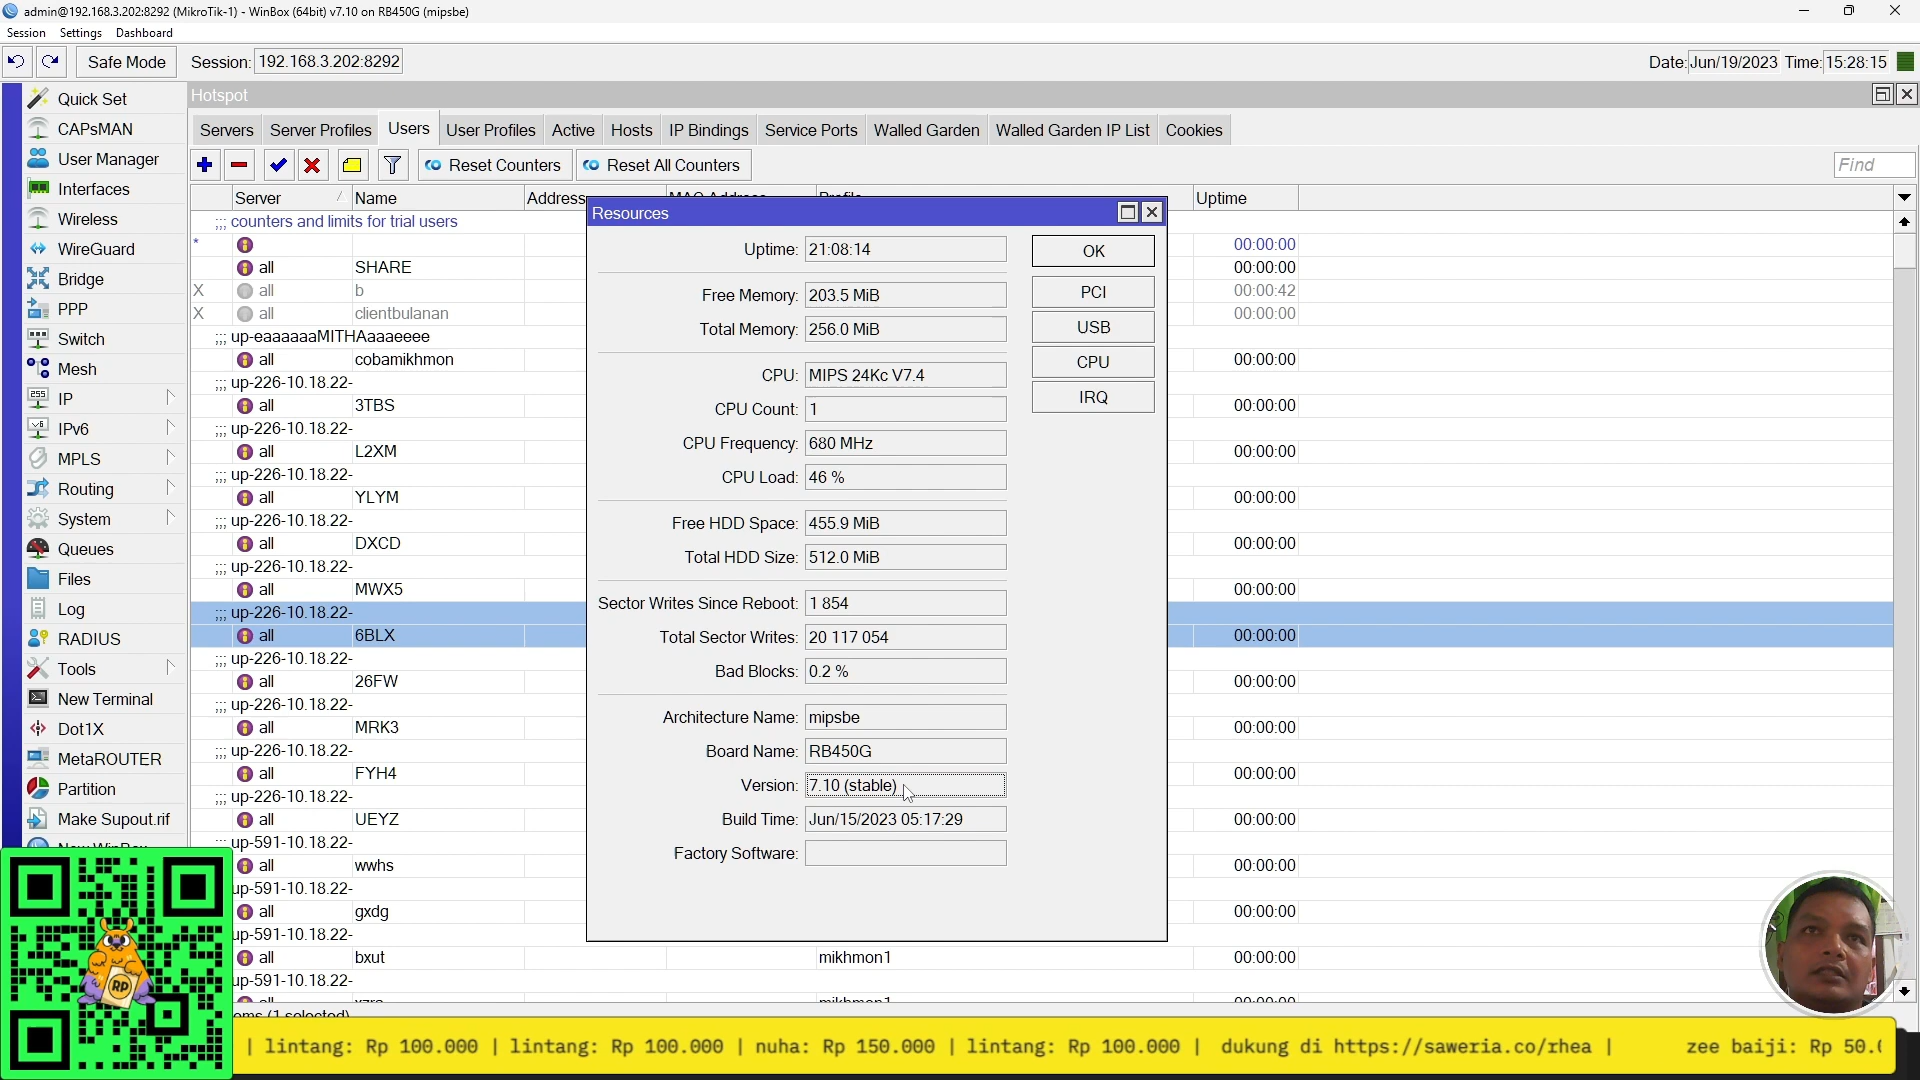 admin@192.168.3.202:8292 (MikroTik-1) - WinBox (64bit) v7.10 on RB450G (mipsbe)
Session Settings Dashboard
Safe Mode Session: 192.168.3.202:8292 Date: Jun/19/2023 Time: 15:28:15
Quick Set
CAPsMAN
User Manager
Interfaces
Wireless
WireGuard
Bridge
PPP
Switch
Mesh
IP
IPv6
MPLS
Routing
System
Queues
Files
Log
RADIUS
Tools
New Terminal
Dot1X
MetaROUTER
Partition
Make Supout.rif
Hotspot
Servers Server Profiles Users User Profiles Active Hosts IP Bindings Service Ports Walled Garden Walled Garden IP List Cookies
Reset Counters Reset All Counters Find
Server Name Address Uptime
;;; counters and limits for trial users
* 00:00:00
all SHARE 00:00:00
X all b 00:00:42
X all clientbulanan 00:00:00
;;; up-eaaaaaaMITHAaaaeeee
all cobamikhmon 00:00:00
;;; up-226-10.18.22-
all 3TBS 00:00:00
;;; up-226-10.18.22-
all L2XM 00:00:00
;;; up-226-10.18.22-
all YLYM 00:00:00
;;; up-226-10.18.22-
all DXCD 00:00:00
;;; up-226-10.18.22-
all MWX5 00:00:00
;;; up-226-10.18.22-
all 6BLX 00:00:00
;;; up-226-10.18.22-
all 26FW 00:00:00
;;; up-226-10.18.22-
all MRK3 00:00:00
;;; up-226-10.18.22-
all FYH4 00:00:00
;;; up-226-10.18.22-
all UEYZ 00:00:00
;;; up-591-10.18.22-
all wwhs 00:00:00
up-591-10.18.22-
all gxdg 00:00:00
up-591-10.18.22-
all bxut mikhmon1 00:00:00
up-591-10.18.22-
Resources
Uptime: 21:08:14
Free Memory: 203.5 MiB
Total Memory: 256.0 MiB
CPU: MIPS 24Kc V7.4
CPU Count: 1
CPU Frequency: 680 MHz
CPU Load: 46 %
Free HDD Space: 455.9 MiB
Total HDD Size: 512.0 MiB
Sector Writes Since Reboot: 1 854
Total Sector Writes: 20 117 054
Bad Blocks: 0.2 %
Architecture Name: mipsbe
Board Name: RB450G
Version: 7.10 (stable)
Build Time: Jun/15/2023 05:17:29
Factory Software:
OK
PCI
USB
CPU
IRQ
RP
| lintang: Rp 100.000 | lintang: Rp 100.000 | nuha: Rp 150.000 | lintang: Rp 100.000 | dukung di https://saweria.co/rhea | zee baiji: Rp 50.